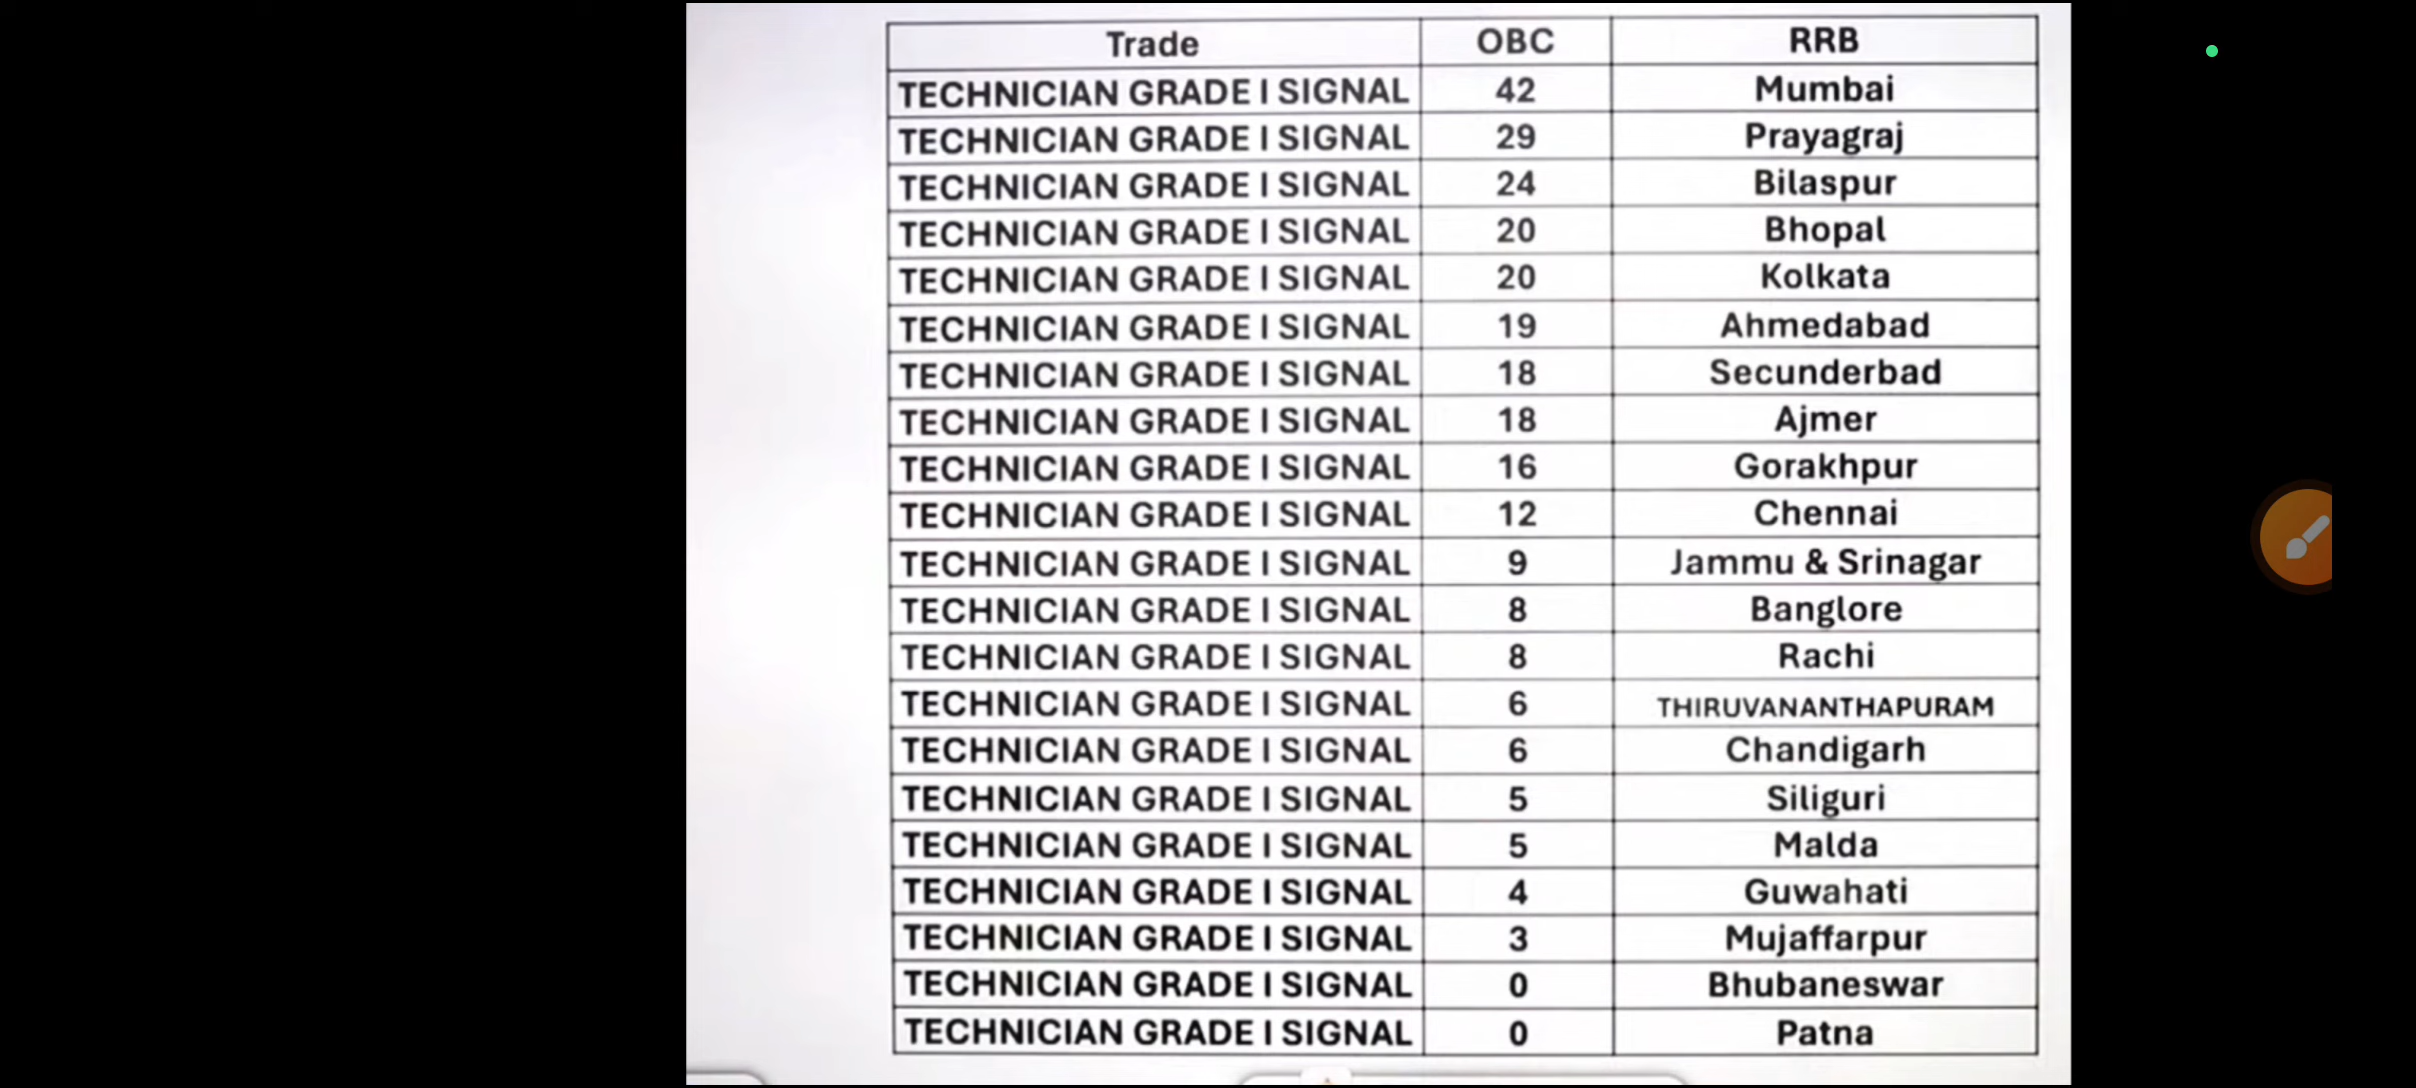 Trade OBC RRB
TECHNICIAN GRADE I SIGNAL 42 Mumbai
TECHNICIAN GRADE I SIGNAL 29 Prayagraj
TECHNICIAN GRADE I SIGNAL 24 Bilaspur
TECHNICIAN GRADE I SIGNAL 20 Bhopal
TECHNICIAN GRADE I SIGNAL 20 Kolkata
TECHNICIAN GRADE I SIGNAL 19 Ahmedabad
TECHNICIAN GRADE I SIGNAL 18 Secunderbad
TECHNICIAN GRADE I SIGNAL 18 Ajmer
TECHNICIAN GRADE I SIGNAL 16 Gorakhpur
TECHNICIAN GRADE I SIGNAL 12 Chennai
TECHNICIAN GRADE I SIGNAL 9 Jammu & Srinagar
TECHNICIAN GRADE I SIGNAL 8 Banglore
TECHNICIAN GRADE I SIGNAL 8 Rachi
TECHNICIAN GRADE I SIGNAL 6 THIRUVANANTHAPURAM
TECHNICIAN GRADE I SIGNAL 6 Chandigarh
TECHNICIAN GRADE I SIGNAL 5 Siliguri
TECHNICIAN GRADE I SIGNAL 5 Malda
TECHNICIAN GRADE I SIGNAL 4 Guwahati
TECHNICIAN GRADE I SIGNAL 3 Mujaffarpur
TECHNICIAN GRADE I SIGNAL 0 Bhubaneswar
TECHNICIAN GRADE I SIGNAL 0 Patna